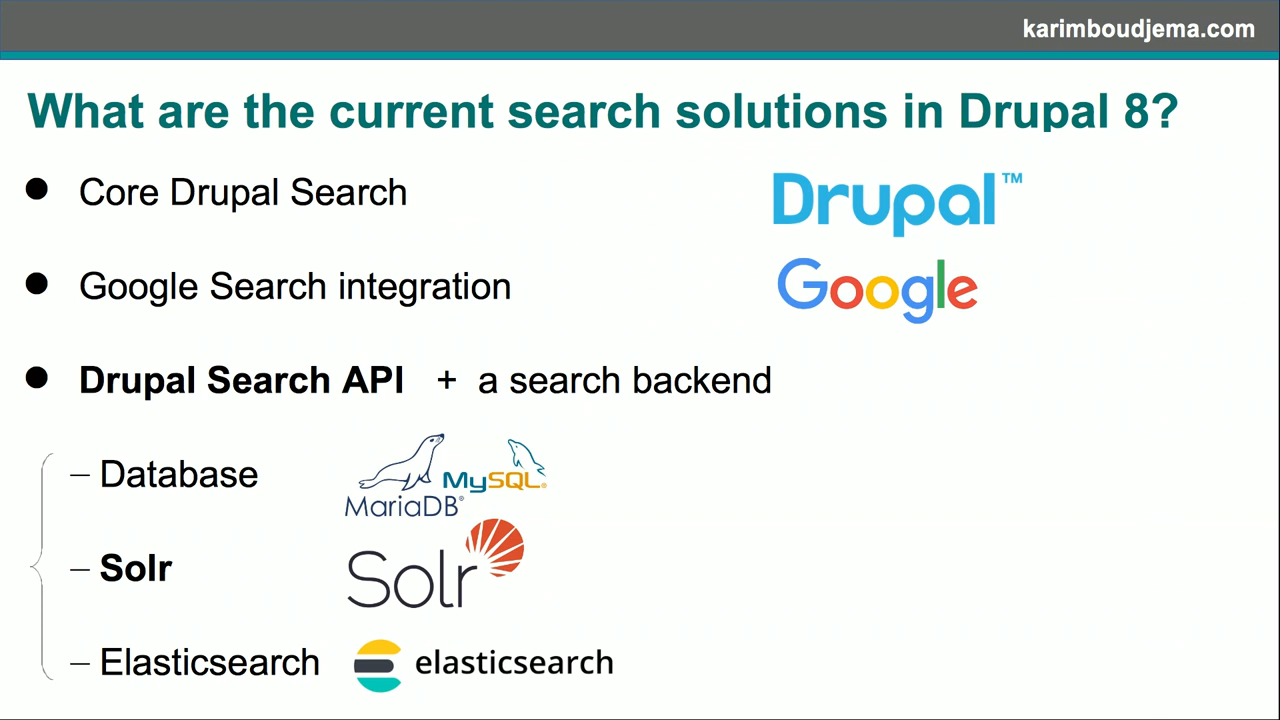 karimboudjema.com
What are the current search solutions in Drupal 8?
● Core Drupal Search
Drupal™
● Google Search integration
Google
● Drupal Search API + a search backend
– Database
MariaDB®
MySQL®
– Solr
Solr
– Elasticsearch
elasticsearch